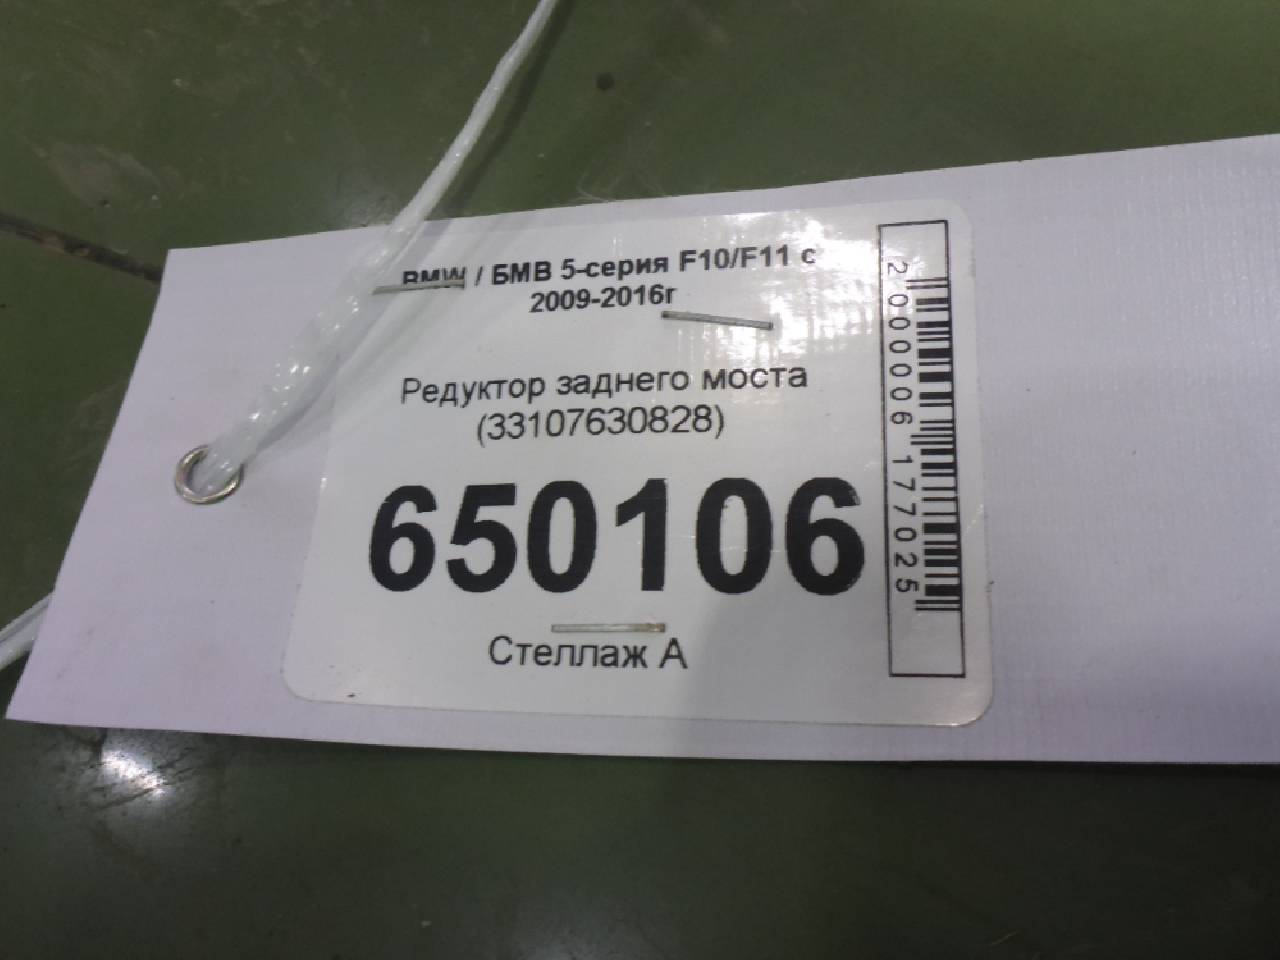 BMW / БМВ 5-серия F10/F11 с
2009-2016г
Редуктор заднего моста
(33107630828)
650106
Стеллаж А
2000006177025